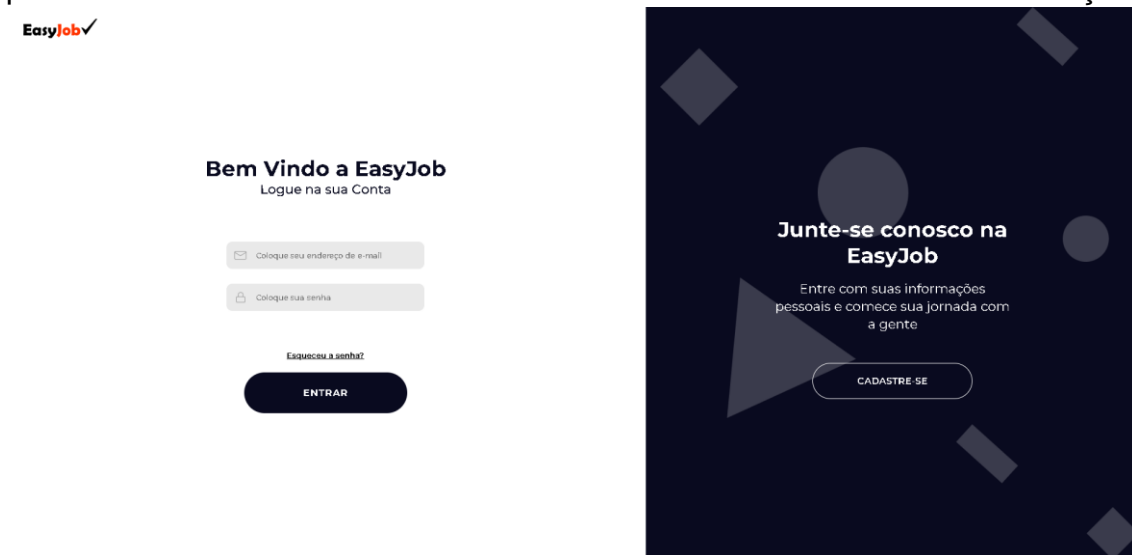 EasyJob
Bem Vindo a EasyJob
Logue na sua Conta
Coloque seu endereço de e-mail
Coloque sua senha
Esqueceu a senha?
ENTRAR
Junte-se conosco na
EasyJob
Entre com suas informações
pessoais e comece sua jornada com
a gente
CADASTRE-SE